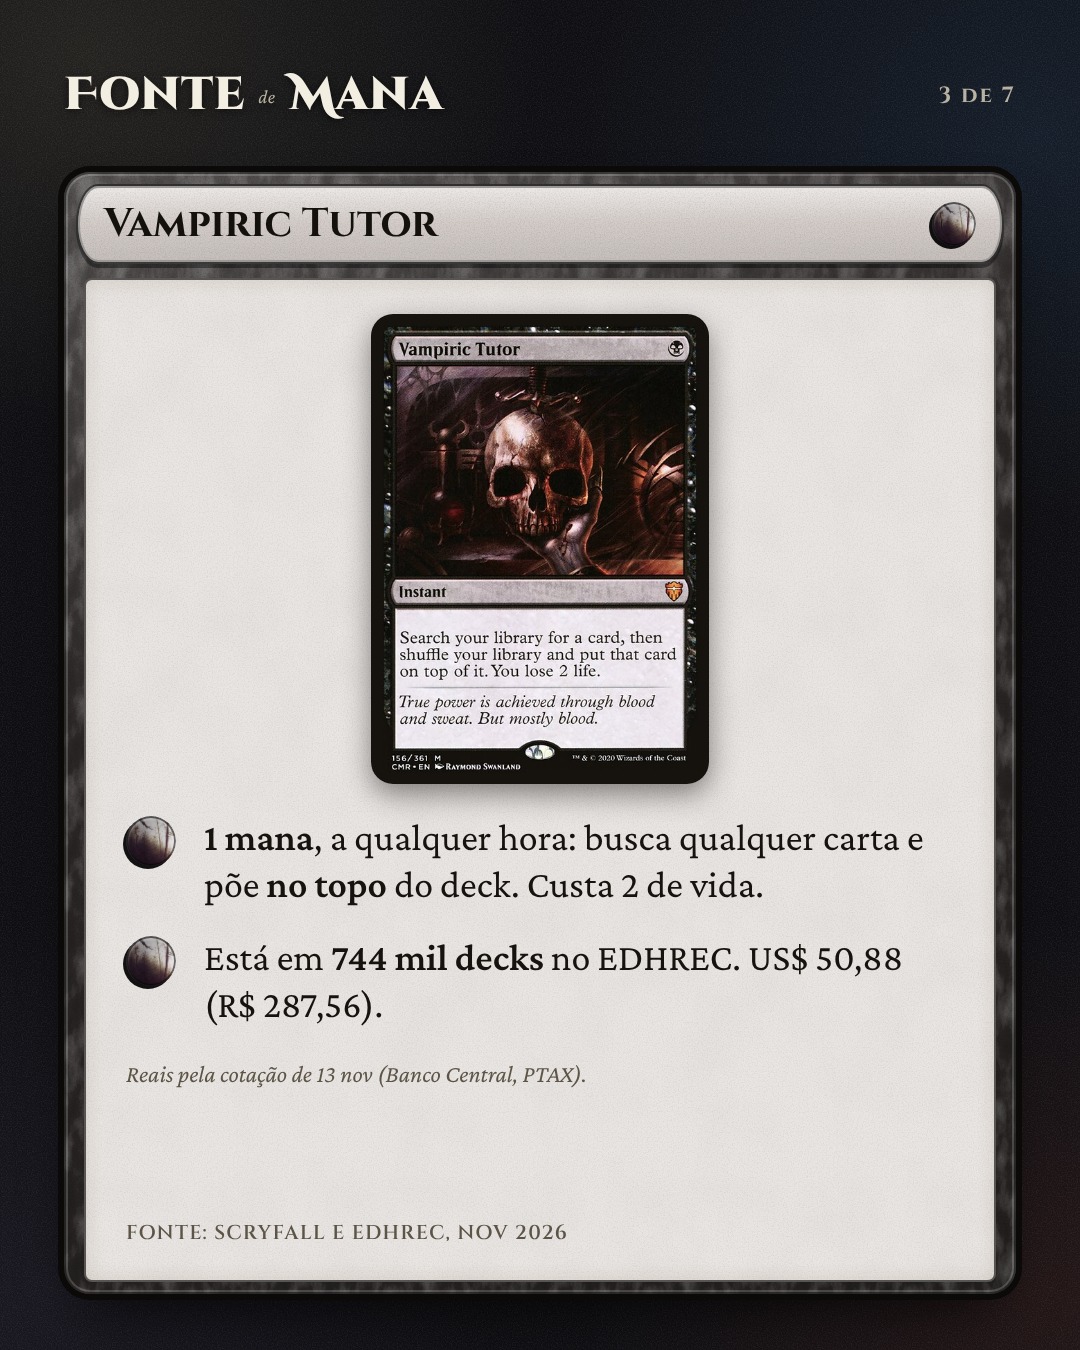 FONTE de MANA
3 DE 7
VAMPIRIC TUTOR
Vampiric Tutor
Instant
Search your library for a card, then
shuffle your library and put that card
on top of it. You lose 2 life.
True power is achieved through blood
and sweat. But mostly blood.
156/361 M
CMR • EN RAYMOND SWANLAND
™ & © 2020 Wizards of the Coast
1 mana, a qualquer hora: busca qualquer carta e
põe no topo do deck. Custa 2 de vida.
Está em 744 mil decks no EDHREC. US$ 50,88
(R$ 287,56).
Reais pela cotação de 13 nov (Banco Central, PTAX).
FONTE: SCRYFALL E EDHREC, NOV 2026